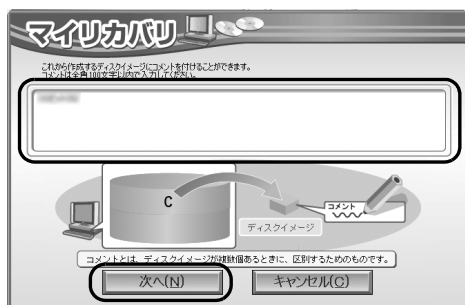 マイリカバリ
これから作成するディスクイメージにコメントを付けることができます。
コメントは全角100文字以内で入力してください。
C
コメント
ディスクイメージ
コメントとは、ディスクイメージが複数個あるときに、区別するためのものです。
次へ(N)
キャンセル(C)